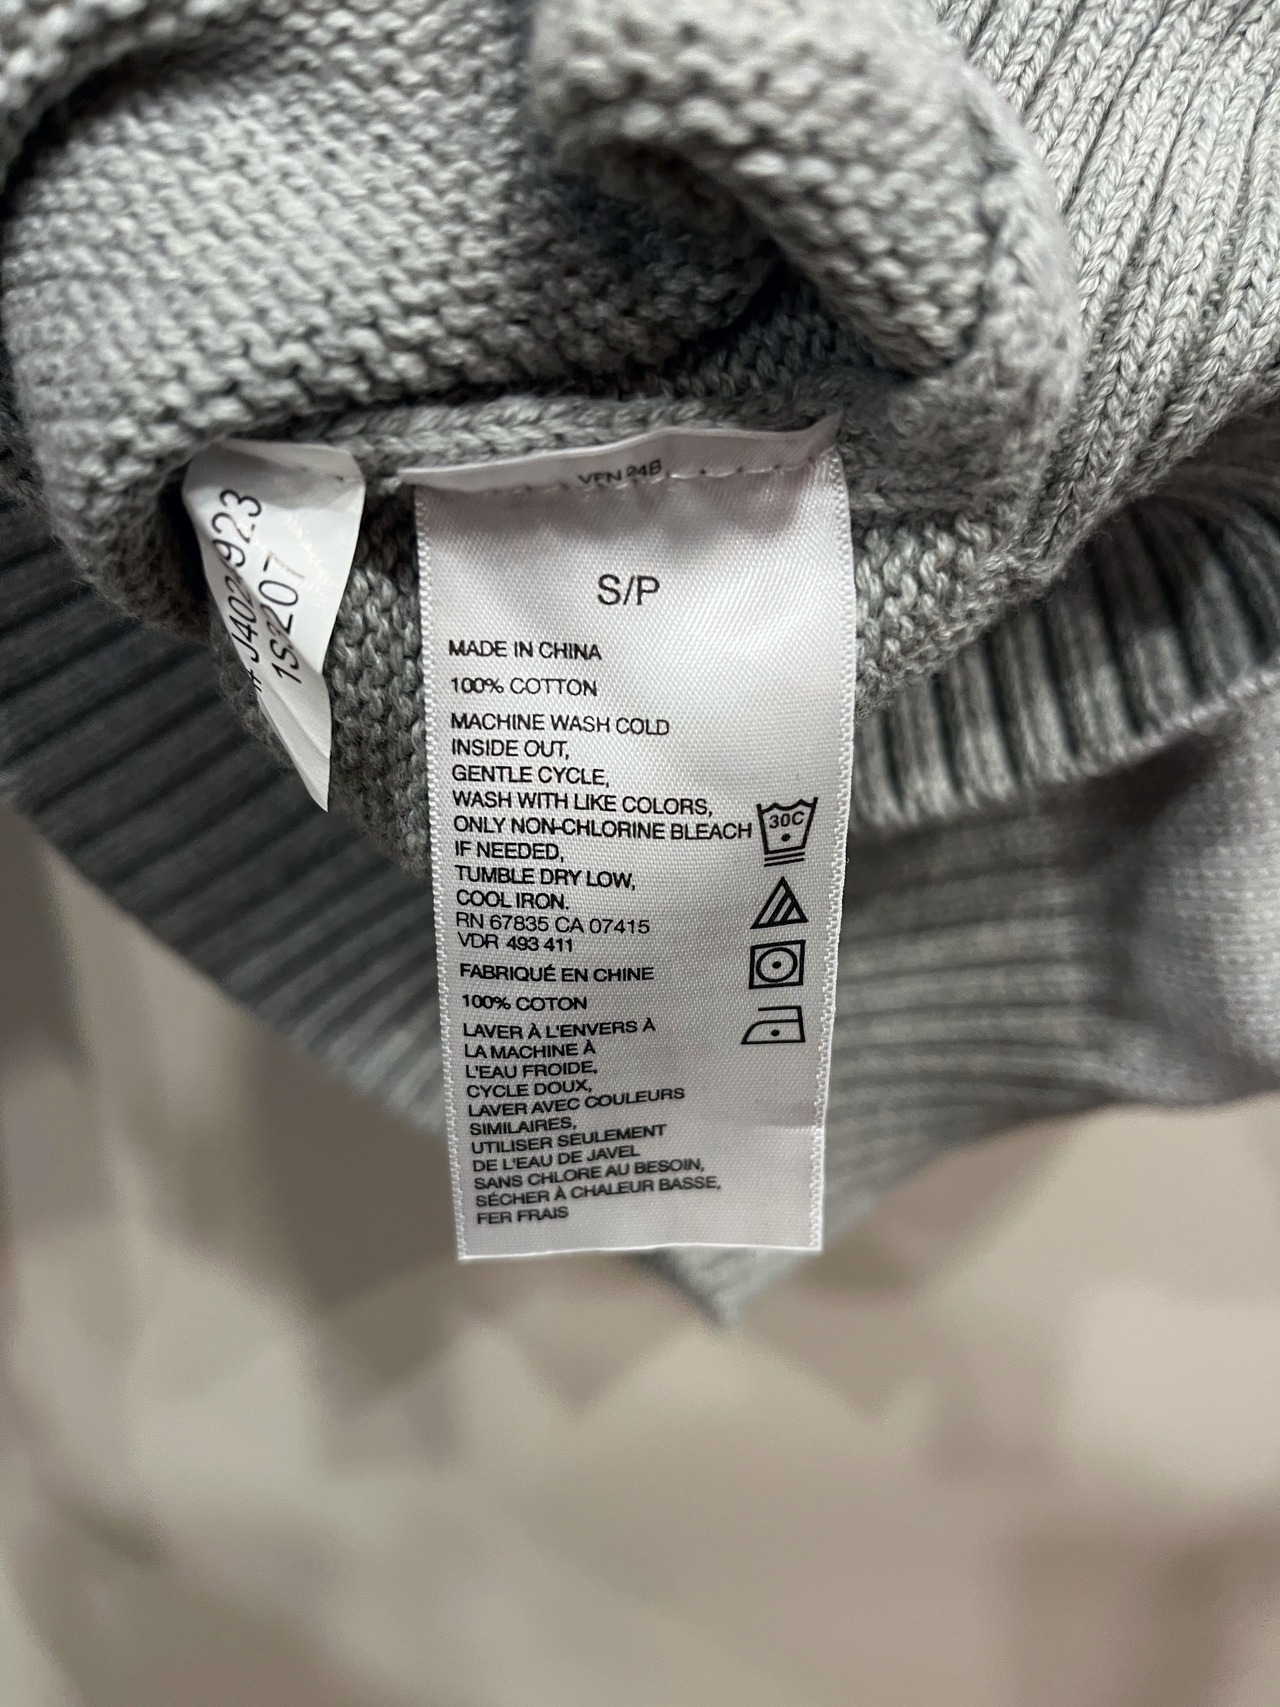 VFN 24B
S/P
MADE IN CHINA
100% COTTON
MACHINE WASH COLD
INSIDE OUT,
GENTLE CYCLE,
WASH WITH LIKE COLORS,
ONLY NON-CHLORINE BLEACH
IF NEEDED,
TUMBLE DRY LOW,
COOL IRON.
RN 67835 CA 07415
VDR 493 411
30C
FABRIQUÉ EN CHINE
100% COTON
LAVER À L'ENVERS À
LA MACHINE À
L'EAU FROIDE,
CYCLE DOUX,
LAVER AVEC COULEURS
SIMILAIRES,
UTILISER SEULEMENT
DE L'EAU DE JAVEL
SANS CHLORE AU BESOIN,
SÉCHER À CHALEUR BASSE,
FER FRAIS